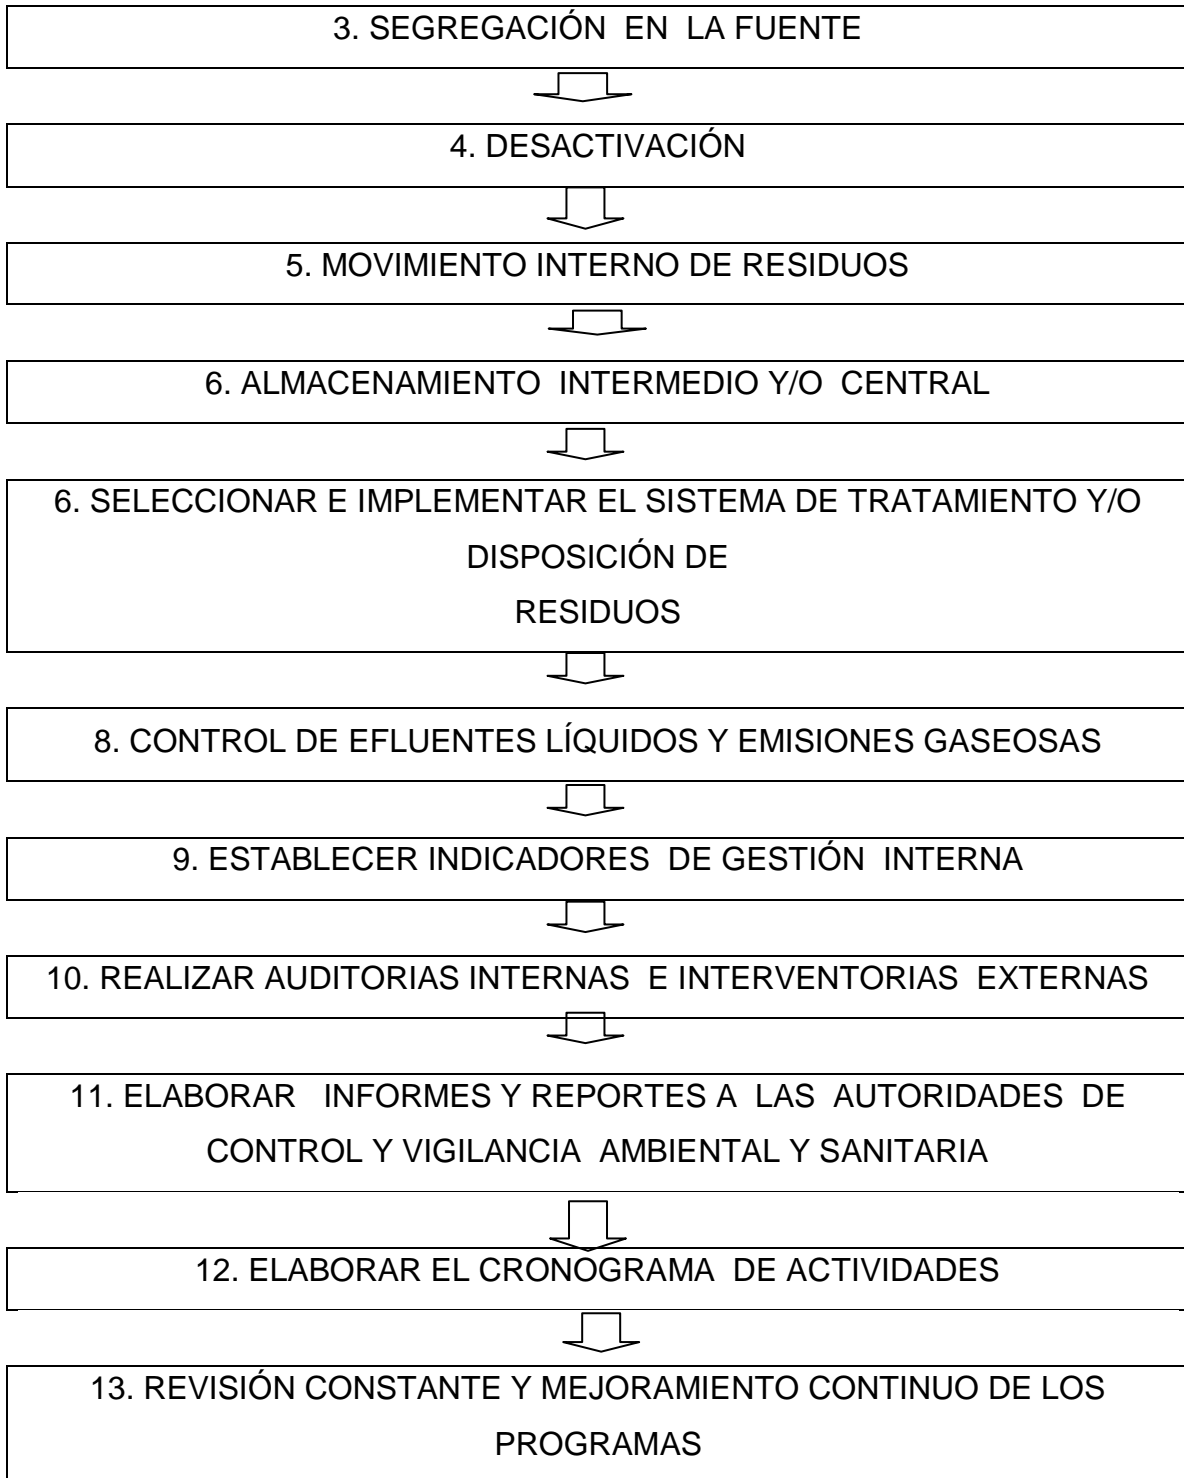 3. SEGREGACIÓN EN LA FUENTE
4. DESACTIVACIÓN
5. MOVIMIENTO INTERNO DE RESIDUOS
6. ALMACENAMIENTO INTERMEDIO Y/O CENTRAL
6. SELECCIONAR E IMPLEMENTAR EL SISTEMA DE TRATAMIENTO Y/O
DISPOSICIÓN DE
RESIDUOS
8. CONTROL DE EFLUENTES LÍQUIDOS Y EMISIONES GASEOSAS
9. ESTABLECER INDICADORES DE GESTIÓN INTERNA
10. REALIZAR AUDITORIAS INTERNAS E INTERVENTORIAS EXTERNAS
11. ELABORAR INFORMES Y REPORTES A LAS AUTORIDADES DE
CONTROL Y VIGILANCIA AMBIENTAL Y SANITARIA
12. ELABORAR EL CRONOGRAMA DE ACTIVIDADES
13. REVISIÓN CONSTANTE Y MEJORAMIENTO CONTINUO DE LOS
PROGRAMAS